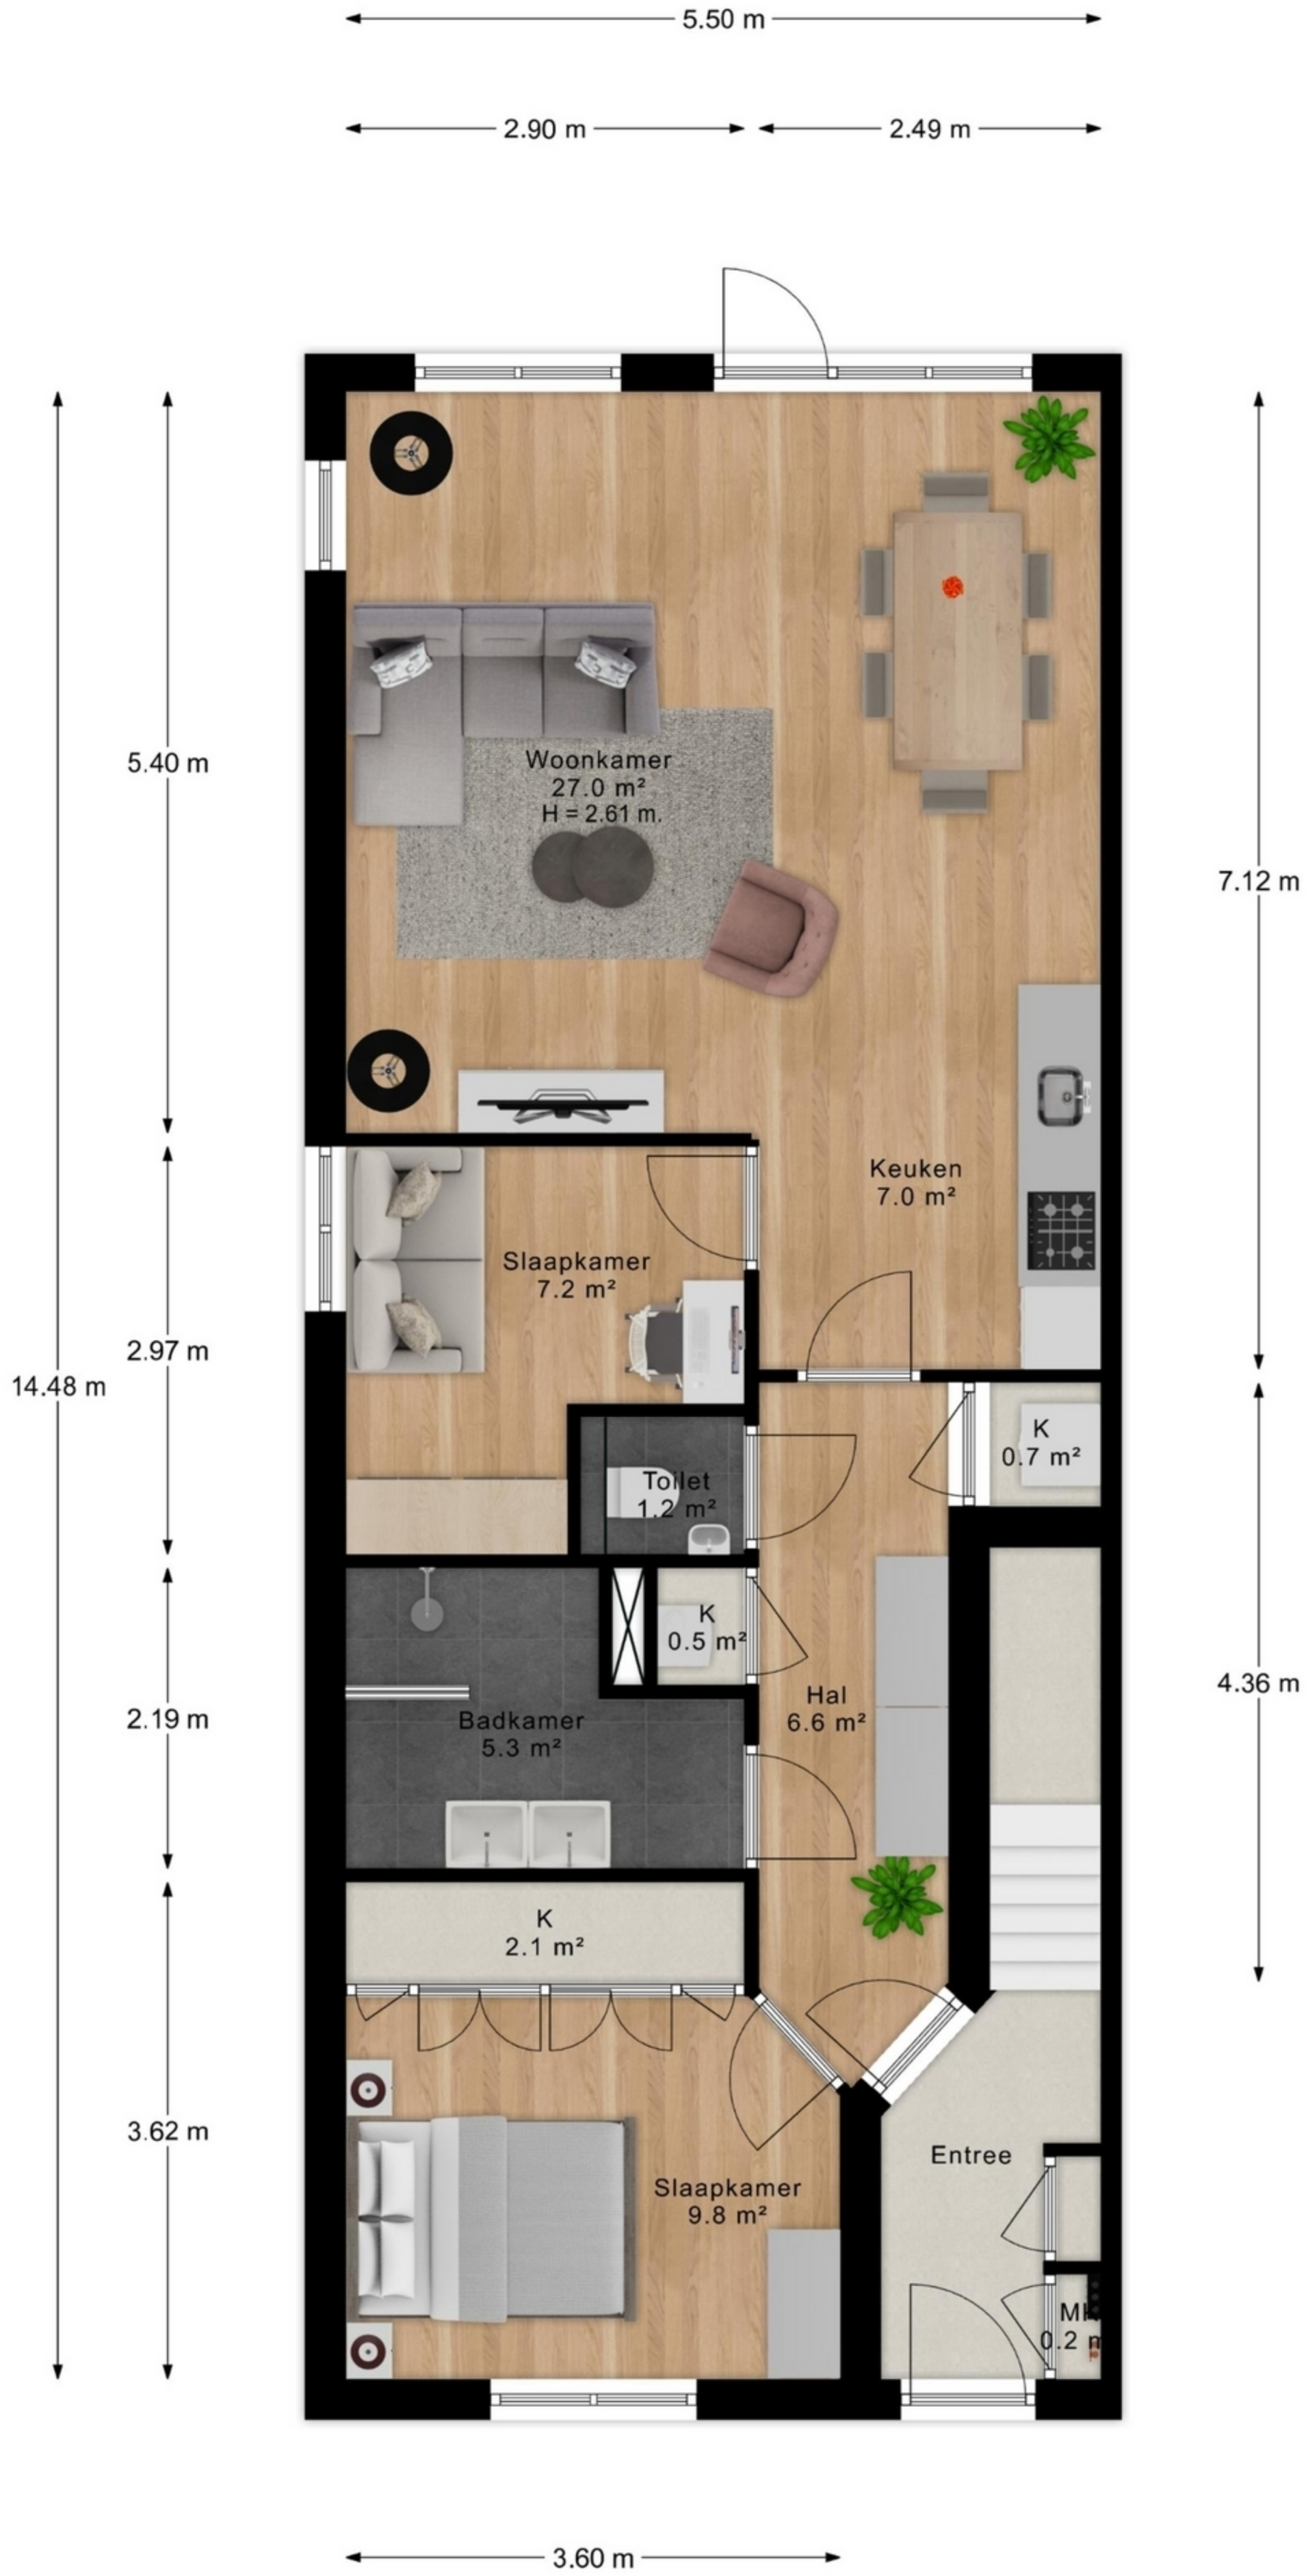 5.50 m
2.90 m
2.49 m
Woonkamer
27.0 m²
H = 2.61 m.
5.40 m
7.12 m
Keuken
7.0 m²
Slaapkamer
7.2 m²
2.97 m
14.48 m
K
0.7 m²
Toilet
1.2 m²
K
0.5 m²
Hal
6.6 m²
4.36 m
2.19 m
Badkamer
5.3 m²
K
2.1 m²
3.62 m
Entree
Slaapkamer
9.8 m²
MK
0.2 m
3.60 m